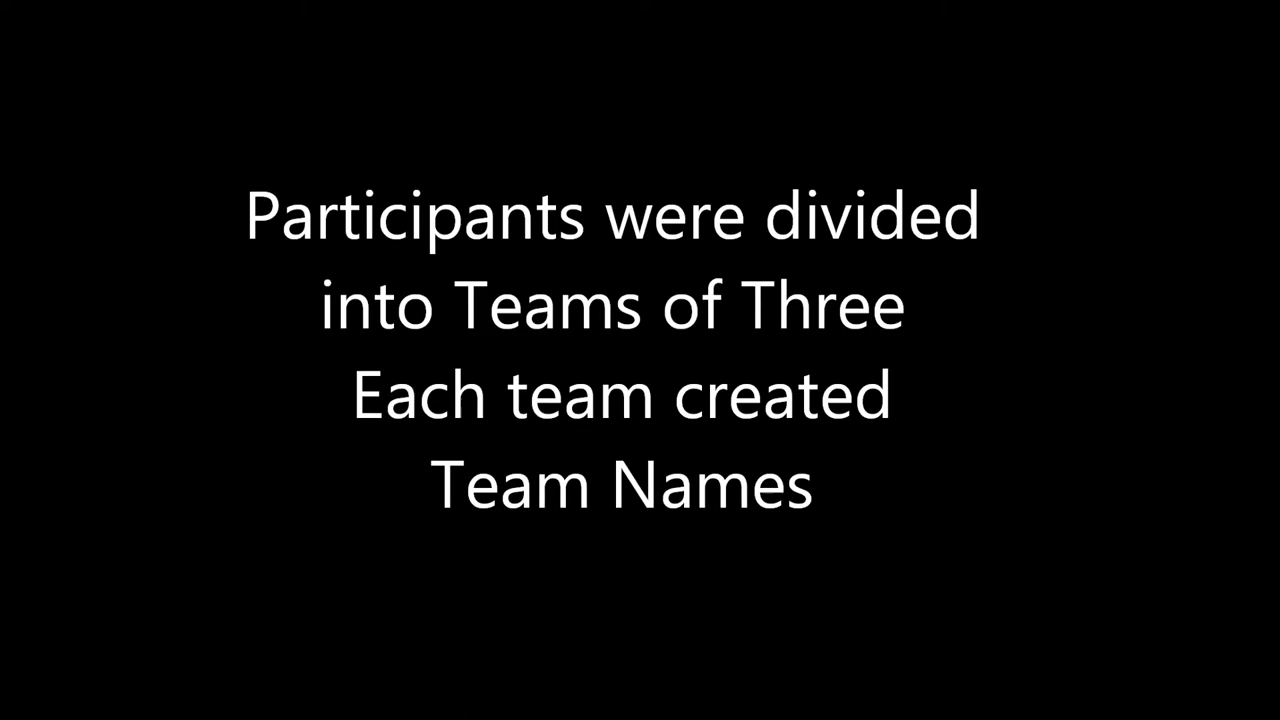 Participants were divided
into Teams of Three
Each team created
Team Names